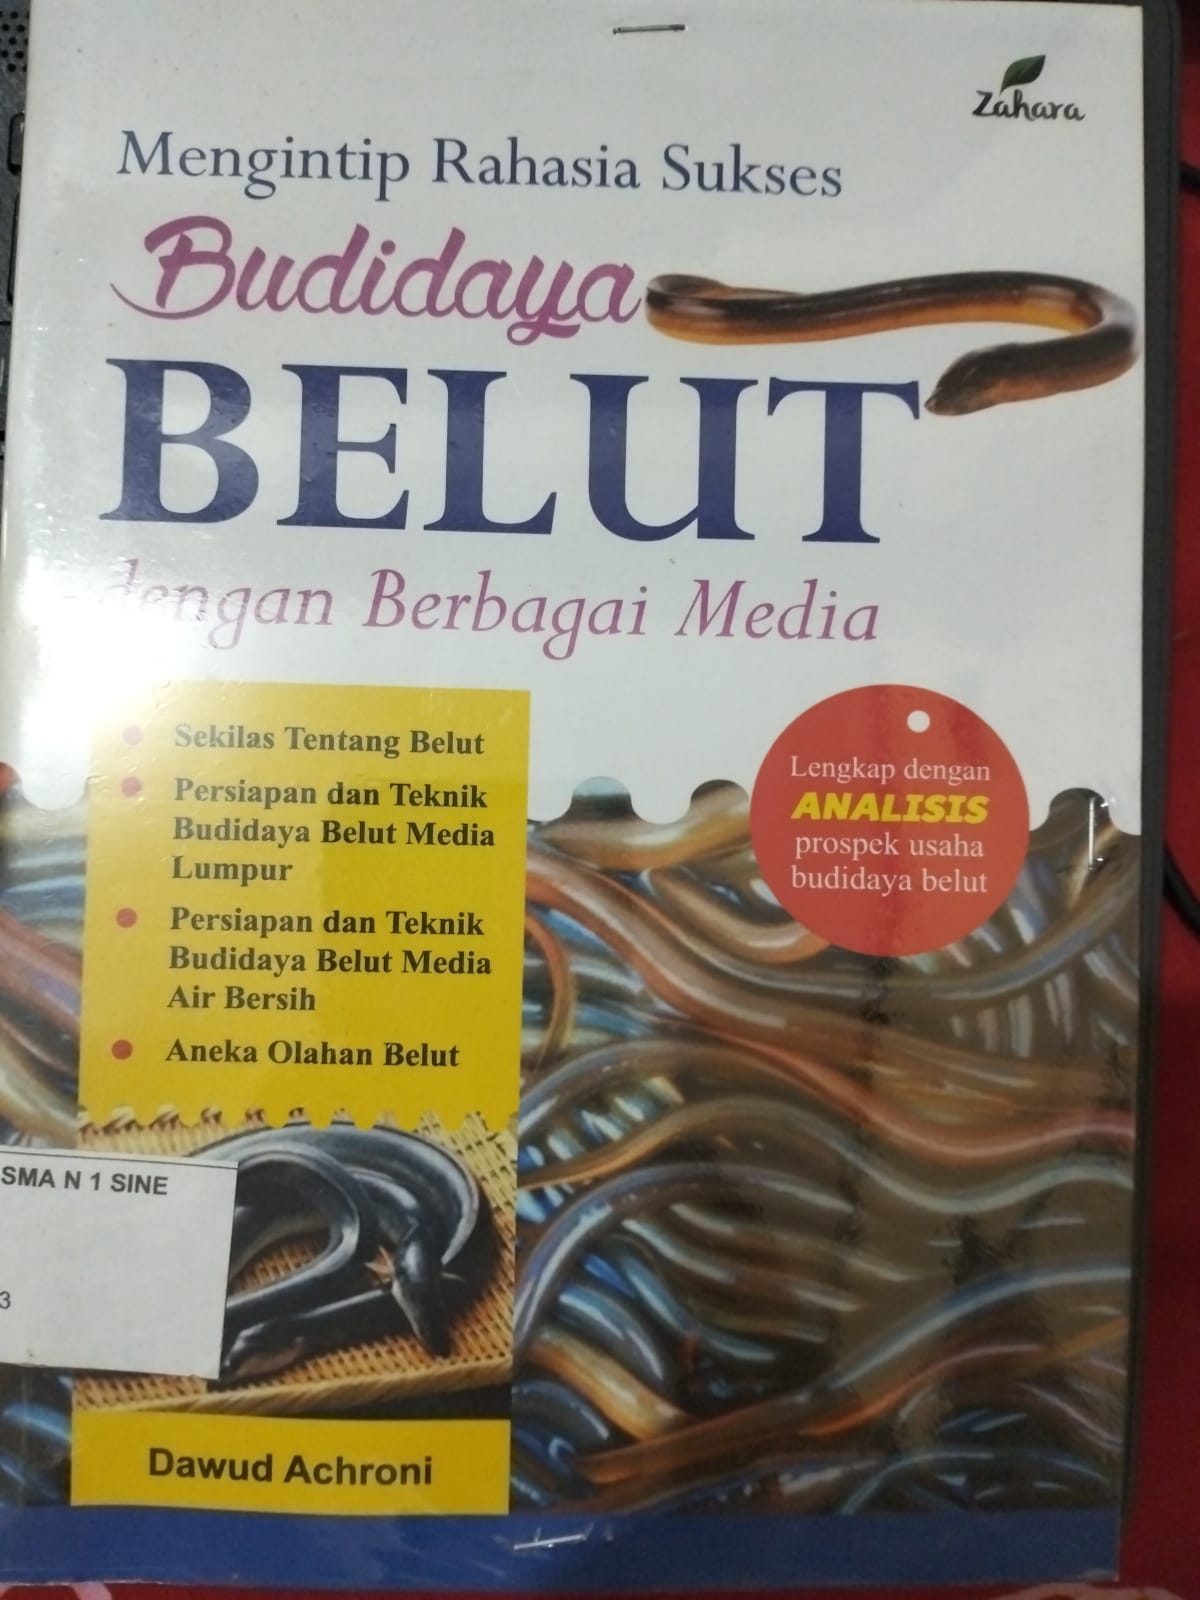 Zahara
Mengintip Rahasia Sukses
Budidaya
BELUT
dengan Berbagai Media
Sekilas Tentang Belut
Persiapan dan Teknik
Budidaya Belut Media
Lumpur
Persiapan dan Teknik
Budidaya Belut Media
Air Bersih
Aneka Olahan Belut
Lengkap dengan
ANALISIS
prospek usaha
budidaya belut
SMA N 1 SINE
3
Dawud Achroni